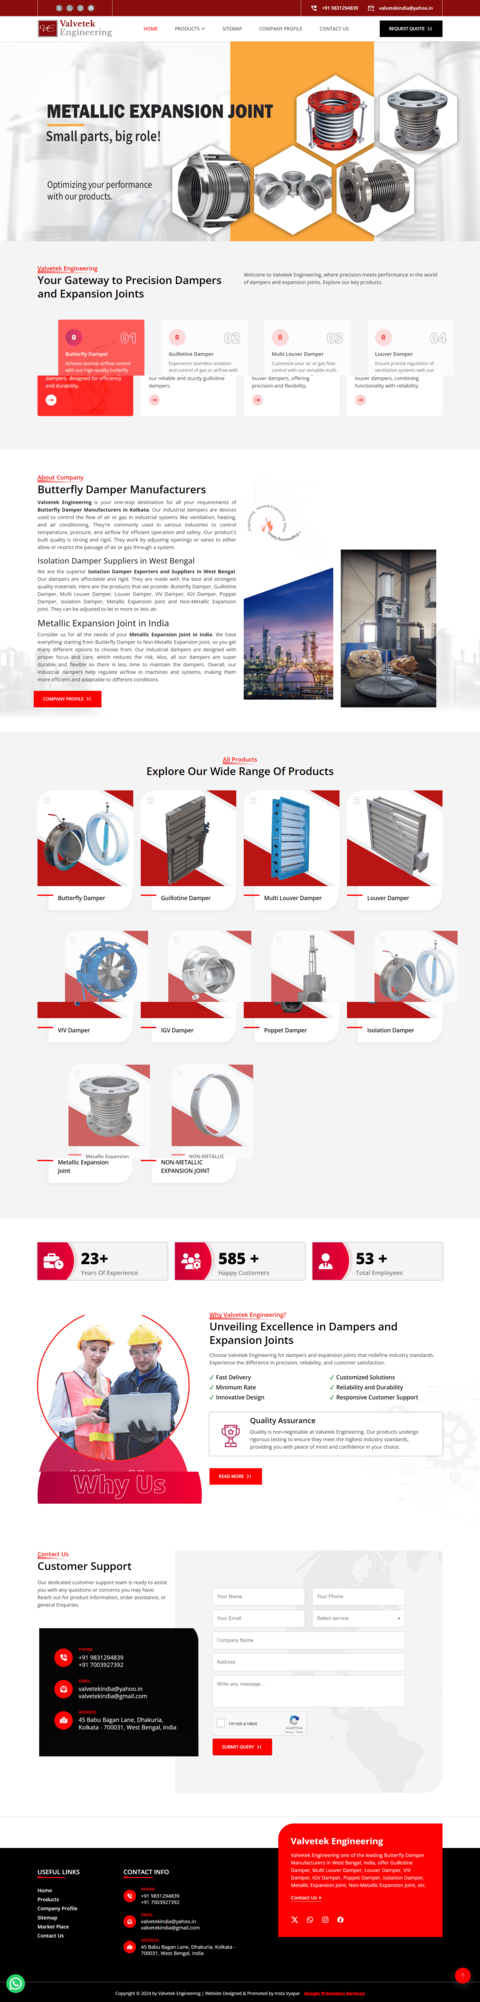 +91 9831294839
valvetekindia@yahoo.in
Valvetek
Engineering
HOME
PRODUCTS
SITEMAP
COMPANY PROFILE
CONTACT US
REQUEST QUOTE
METALLIC EXPANSION JOINT
Small parts, big role!
Optimizing your performance
with our products.
Valvetek Engineering
Your Gateway to Precision Dampers
and Expansion Joints
Welcome to Valvetek Engineering, where precision meets performance in the world
of dampers and expansion joints. Explore our key products.
01
Butterfly Damper
Achieve optimal airflow control
with our high-quality butterfly
dampers, designed for efficiency
and durability.
02
Guillotine Damper
Experience seamless isolation
and control of gas or airflow with
our reliable and sturdy guillotine
dampers.
03
Multi Louver Damper
Customize your air or gas flow
control with our versatile multi-
louver dampers, offering
precision and flexibility.
04
Louver Damper
Ensure precise regulation of
ventilation systems with our
louver dampers, combining
functionality with reliability.
About Company
Butterfly Damper Manufacturers
Valvetek Engineering is your one-stop destination for all your requirements of
Butterfly Damper Manufacturers in Kolkata. Our industrial dampers are devices
used to control the flow of air or gas in industrial systems like ventilation, heating,
and air conditioning. They're commonly used in various industries to control
temperature, pressure, and airflow for efficient operation and safety. Our product's
built quality is strong and rigid. They work by adjusting openings or vanes to either
allow or restrict the passage of air or gas through a system.
Isolation Damper Suppliers in West Bengal
We are the superior Isolation Damper Exporters and Suppliers in West Bengal.
Our dampers are affordable and rigid. They are made with the best and strongest
quality materials. Here are the products that we provide: Butterfly Damper, Guillotine
Damper, Multi Louver Damper, Louver Damper, VIV Damper, IGV Damper, Poppet
Damper, Isolation Damper, Metallic Expansion Joint and Non-Metallic Expansion
Joint. They can be adjusted to let in more or less air.
Metallic Expansion Joint in India
Consider us for all the needs of your Metallic Expansion Joint in India. We have
everything starting from Butterfly Damper to Non-Metallic Expansion Joint, so you get
many different options to choose from. Our industrial dampers are designed with
proper focus and care, which reduces the risk. Also, all our dampers are super
durable and flexible so there is less time to maintain the dampers. Overall, our
industrial dampers help regulate airflow in machines and systems, making them
more efficient and adaptable to different conditions.
COMPANY PROFILE
All Products
Explore Our Wide Range Of Products
Butterfly Damper
Guillotine Damper
Multi Louver Damper
Louver Damper
VIV Damper
IGV Damper
Poppet Damper
Isolation Damper
Metallic Expansion
Metallic Expansion
Joint
NON-METALLIC
NON-METALLIC
EXPANSION JOINT
23+
Years Of Experience
585 +
Happy Customers
53 +
Total Employees
Why Us
Why Valvetek Engineering?
Unveiling Excellence in Dampers and
Expansion Joints
Choose Valvetek Engineering for dampers and expansion joints that redefine industry standards.
Experience the difference in precision, reliability, and customer satisfaction.
✓ Fast Delivery
✓ Customized Solutions
✓ Minimum Rate
✓ Reliability and Durability
✓ Innovative Design
✓ Responsive Customer Support
Quality Assurance
Quality is non-negotiable at Valvetek Engineering. Our products undergo
rigorous testing to ensure they meet the highest industry standards,
providing you with peace of mind and confidence in your choice.
READ MORE
Contact Us
Customer Support
Our dedicated customer support team is ready to assist
you with any questions or concerns you may have.
Reach out for product information, order assistance, or
general Enquiries.
PHONE
+91 9831294839
+91 7003927392
EMAIL
valvetekindia@yahoo.in
valvetekindia@gmail.com
ADDRESS
45 Babu Bagan Lane, Dhakuria,
Kolkata - 700031, West Bengal, India
Your Name
Your Phone
Your Email
Select service
Company Name
Address
Write any message...
I'm not a robot
SUBMIT QUERY
Valvetek Engineering
Valvetek Engineering one of the leading Butterfly Damper
Manufacturers in West Bengal, India, offer Guillotine
Damper, Multi Louver Damper, Louver Damper, VIV
Damper, IGV Damper, Poppet Damper, Isolation Damper,
Metallic Expansion Joint, Non-Metallic Expansion Joint, etc.
Contact Us
USEFUL LINKS
Home
Products
Company Profile
Sitemap
Market Place
Contact Us
CONTACT INFO
PHONE
+91 9831294839
+91 7003927392
EMAIL
valvetekindia@yahoo.in
valvetekindia@gmail.com
ADDRESS
45 Babu Bagan Lane, Dhakuria, Kolkata -
700031, West Bengal, India
Copyright © 2024 by Valvetek Engineering | Website Designed & Promoted by Insta Vyapar
Google Promotion Services